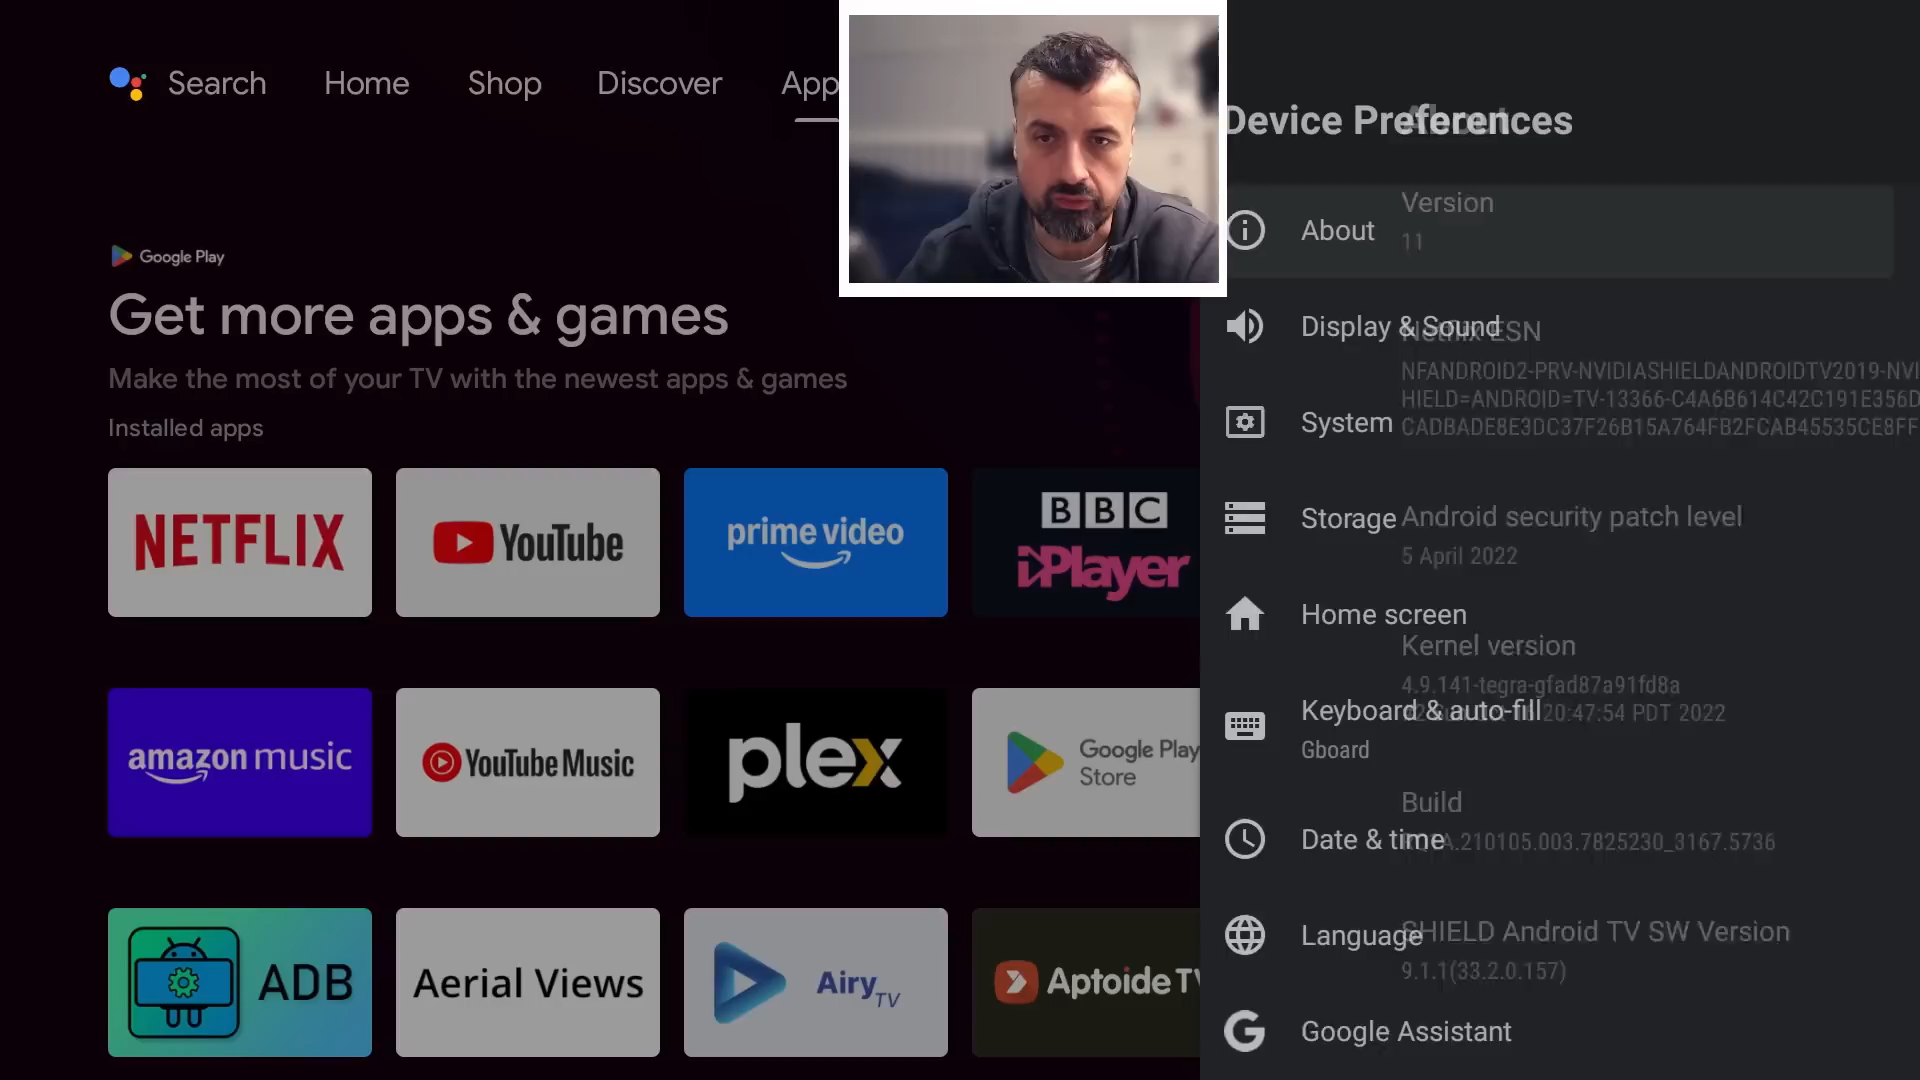 Search Home Shop Discover App
Google Play
Get more apps & games
Make the most of your TV with the newest apps & games
Installed apps
NETFLIX
YouTube
prime video
BBC
iPlayer
amazon music
YouTube Music
plex
Google Play
Store
ADB
Aerial Views
Airy TV
Aptoide TV
Device Preferences
About
Display & Sound
System
Storage
Home screen
Keyboard & auto-fill
Gboard
Date & time
Language
Google Assistant
Version
11
Netflix ESN
NFANDROID2-PRV-NVIDIASHIELDANDROIDTV2019-NVI
HIELD=ANDROID=TV-13366-C4A6B614C42C191E356D
CADBADE8E3DC37F26B15A764FB2FCAB45535CE8FF
Android security patch level
5 April 2022
Kernel version
4.9.141-tegra-gfad87a91fd8a
20:47:54 PDT 2022
Build
.210105.003.7825230_3167.5736
SHIELD Android TV SW Version
9.1.1(33.2.0.157)